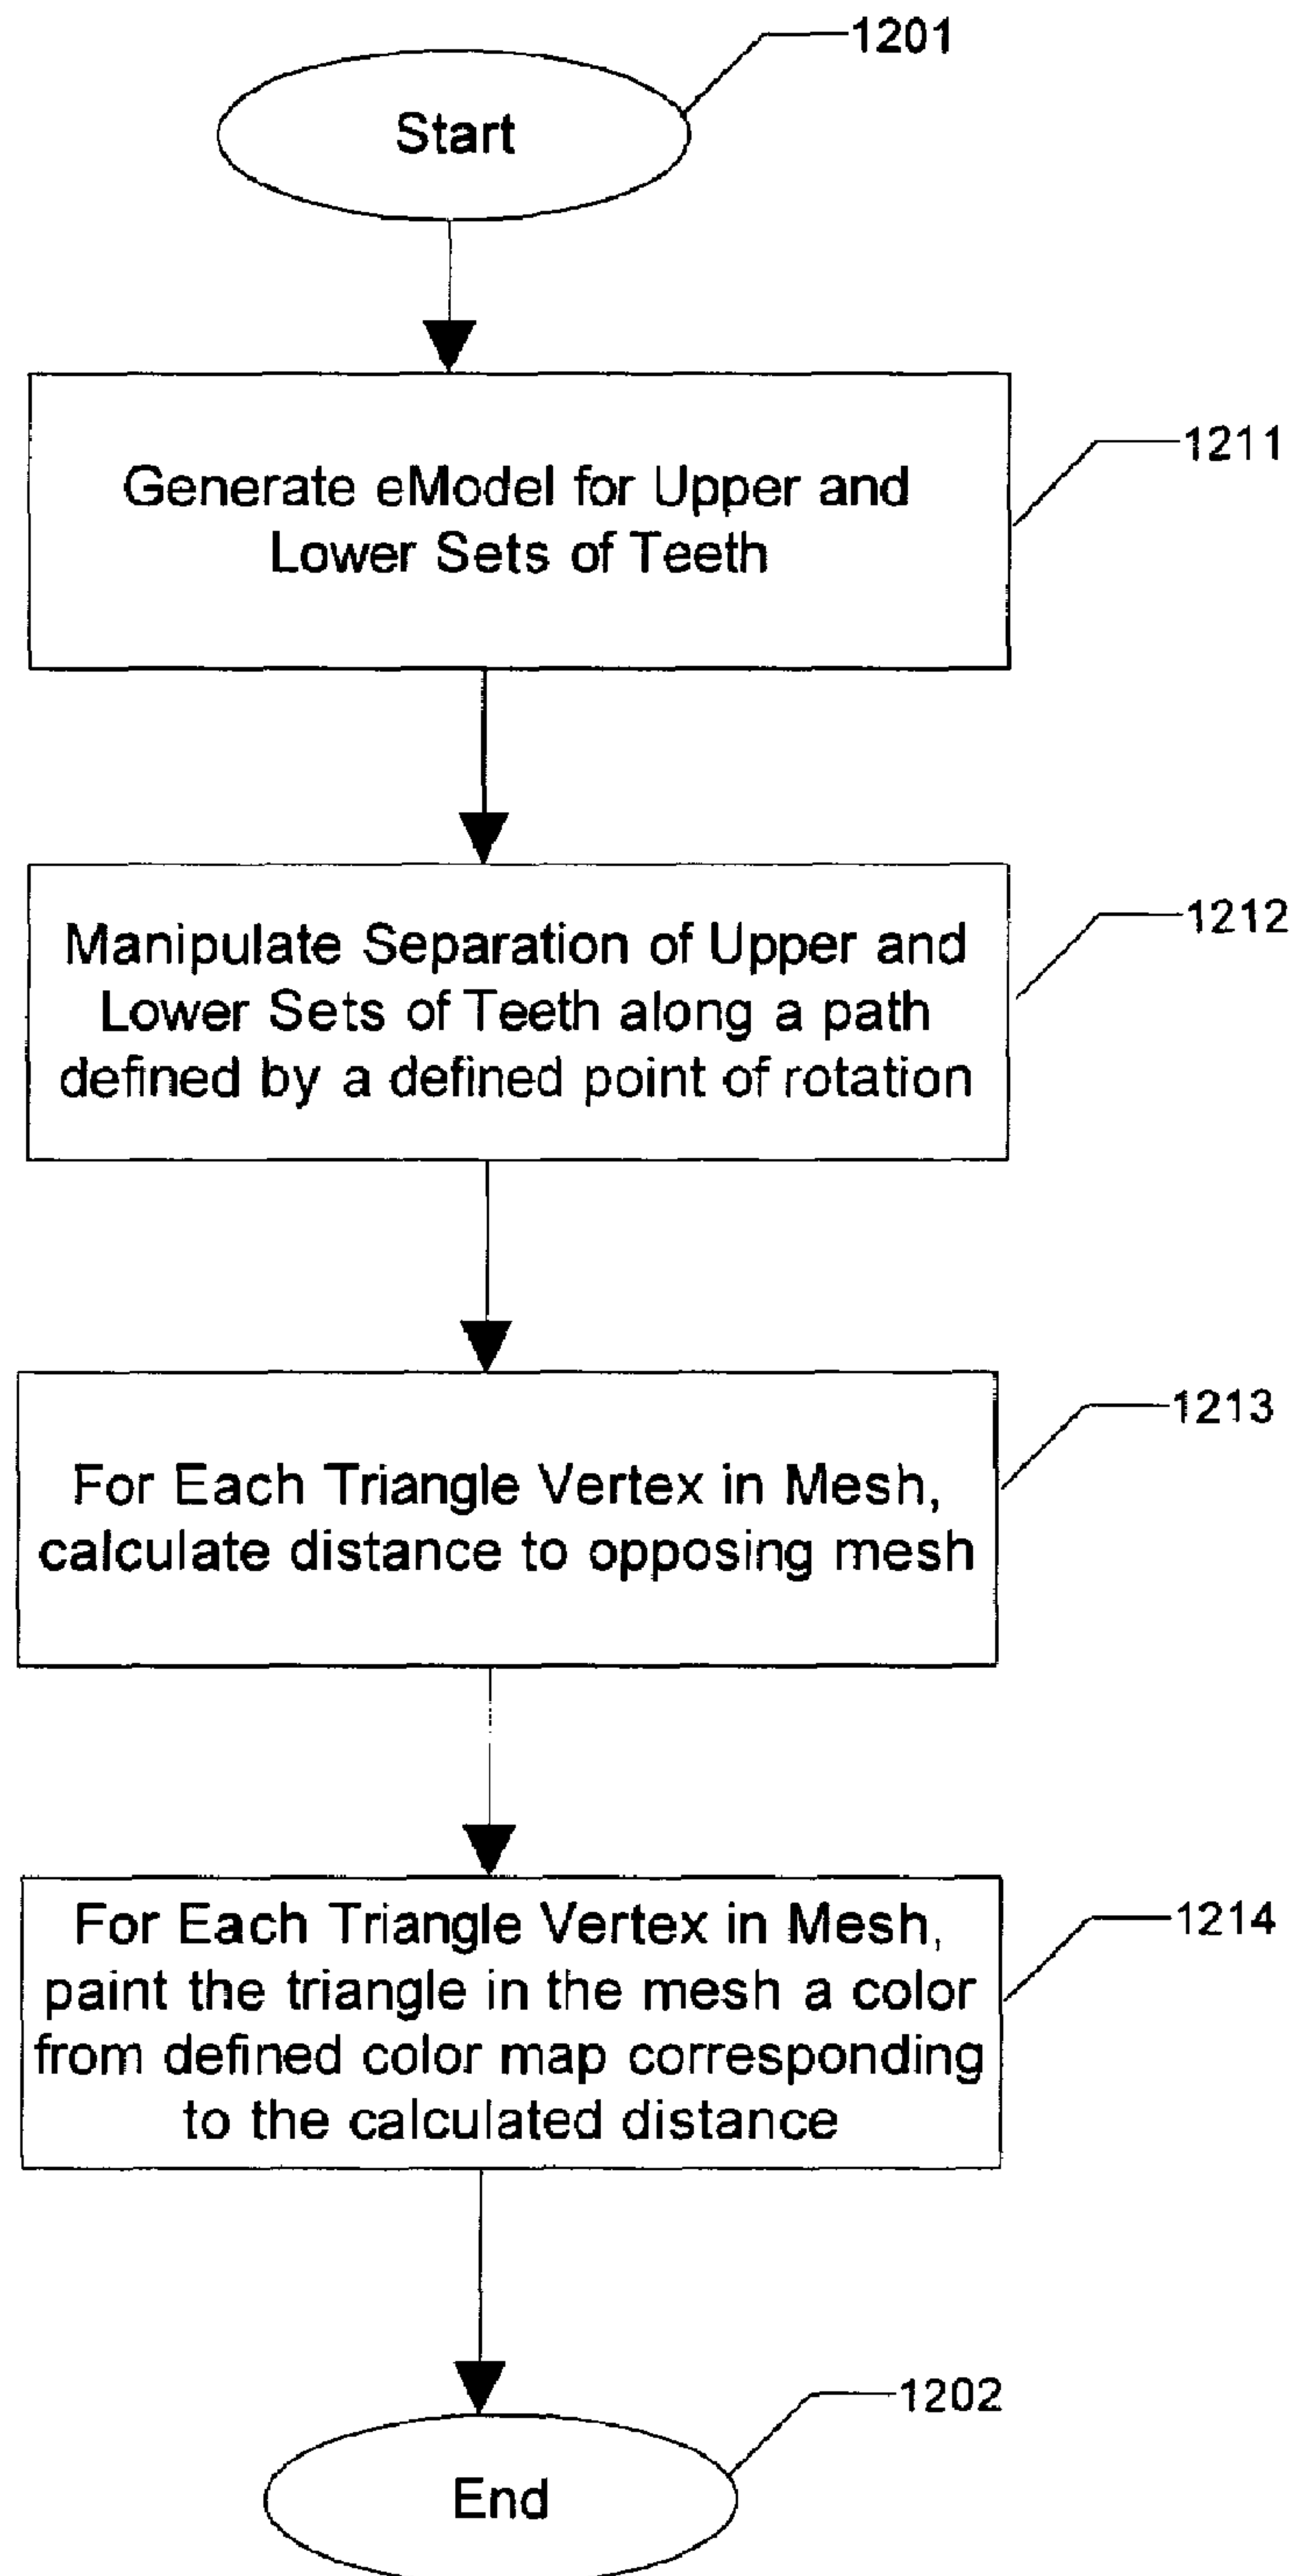 1201
Start
1211
Generate eModel for Upper and
Lower Sets of Teeth
1212
Manipulate Separation of Upper and
Lower Sets of Teeth along a path
defined by a defined point of rotation
1213
For Each Triangle Vertex in Mesh,
calculate distance to opposing mesh
1214
For Each Triangle Vertex in Mesh,
paint the triangle in the mesh a color
from defined color map corresponding
to the calculated distance
1202
End